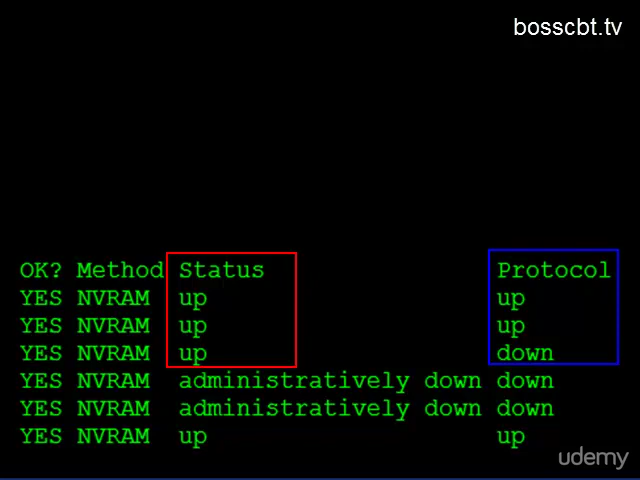 bosscbt.tv
OK? Method Status Protocol
YES NVRAM up up
YES NVRAM up up
YES NVRAM up down
YES NVRAM administratively down down
YES NVRAM administratively down down
YES NVRAM up up
udemy